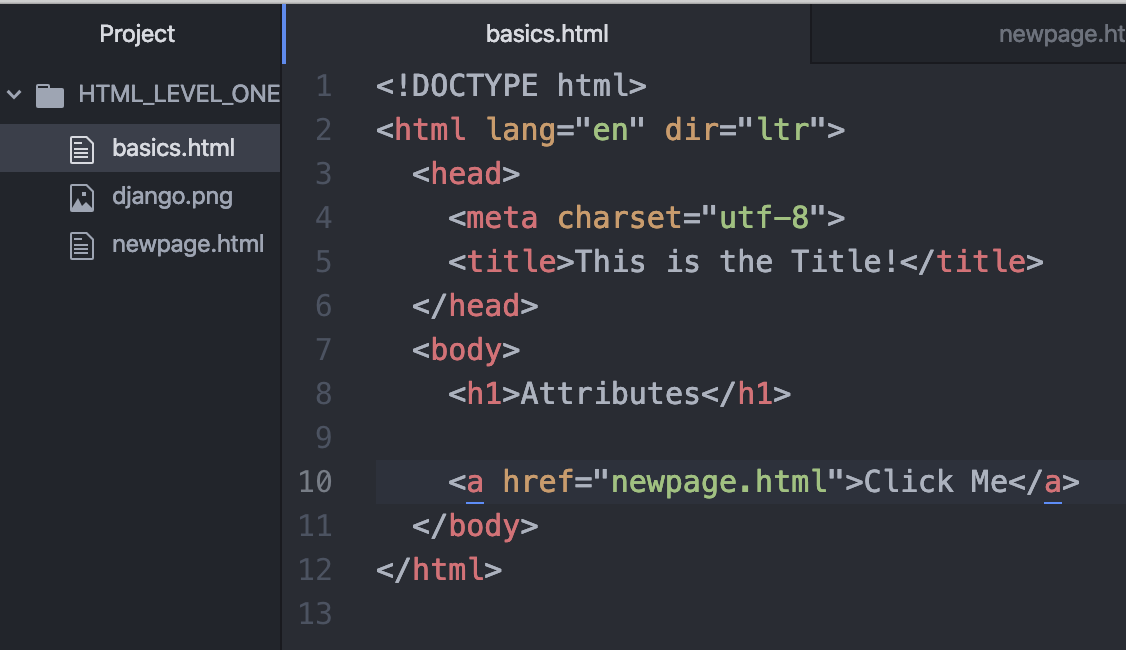 Project
HTML_LEVEL_ONE
basics.html
django.png
newpage.html
basics.html
newpage.ht
1 <!DOCTYPE html>
2 <html lang="en" dir="ltr">
3   <head>
4     <meta charset="utf-8">
5     <title>This is the Title!</title>
6   </head>
7   <body>
8     <h1>Attributes</h1>
9
10     <a href="newpage.html">Click Me</a>
11   </body>
12 </html>
13